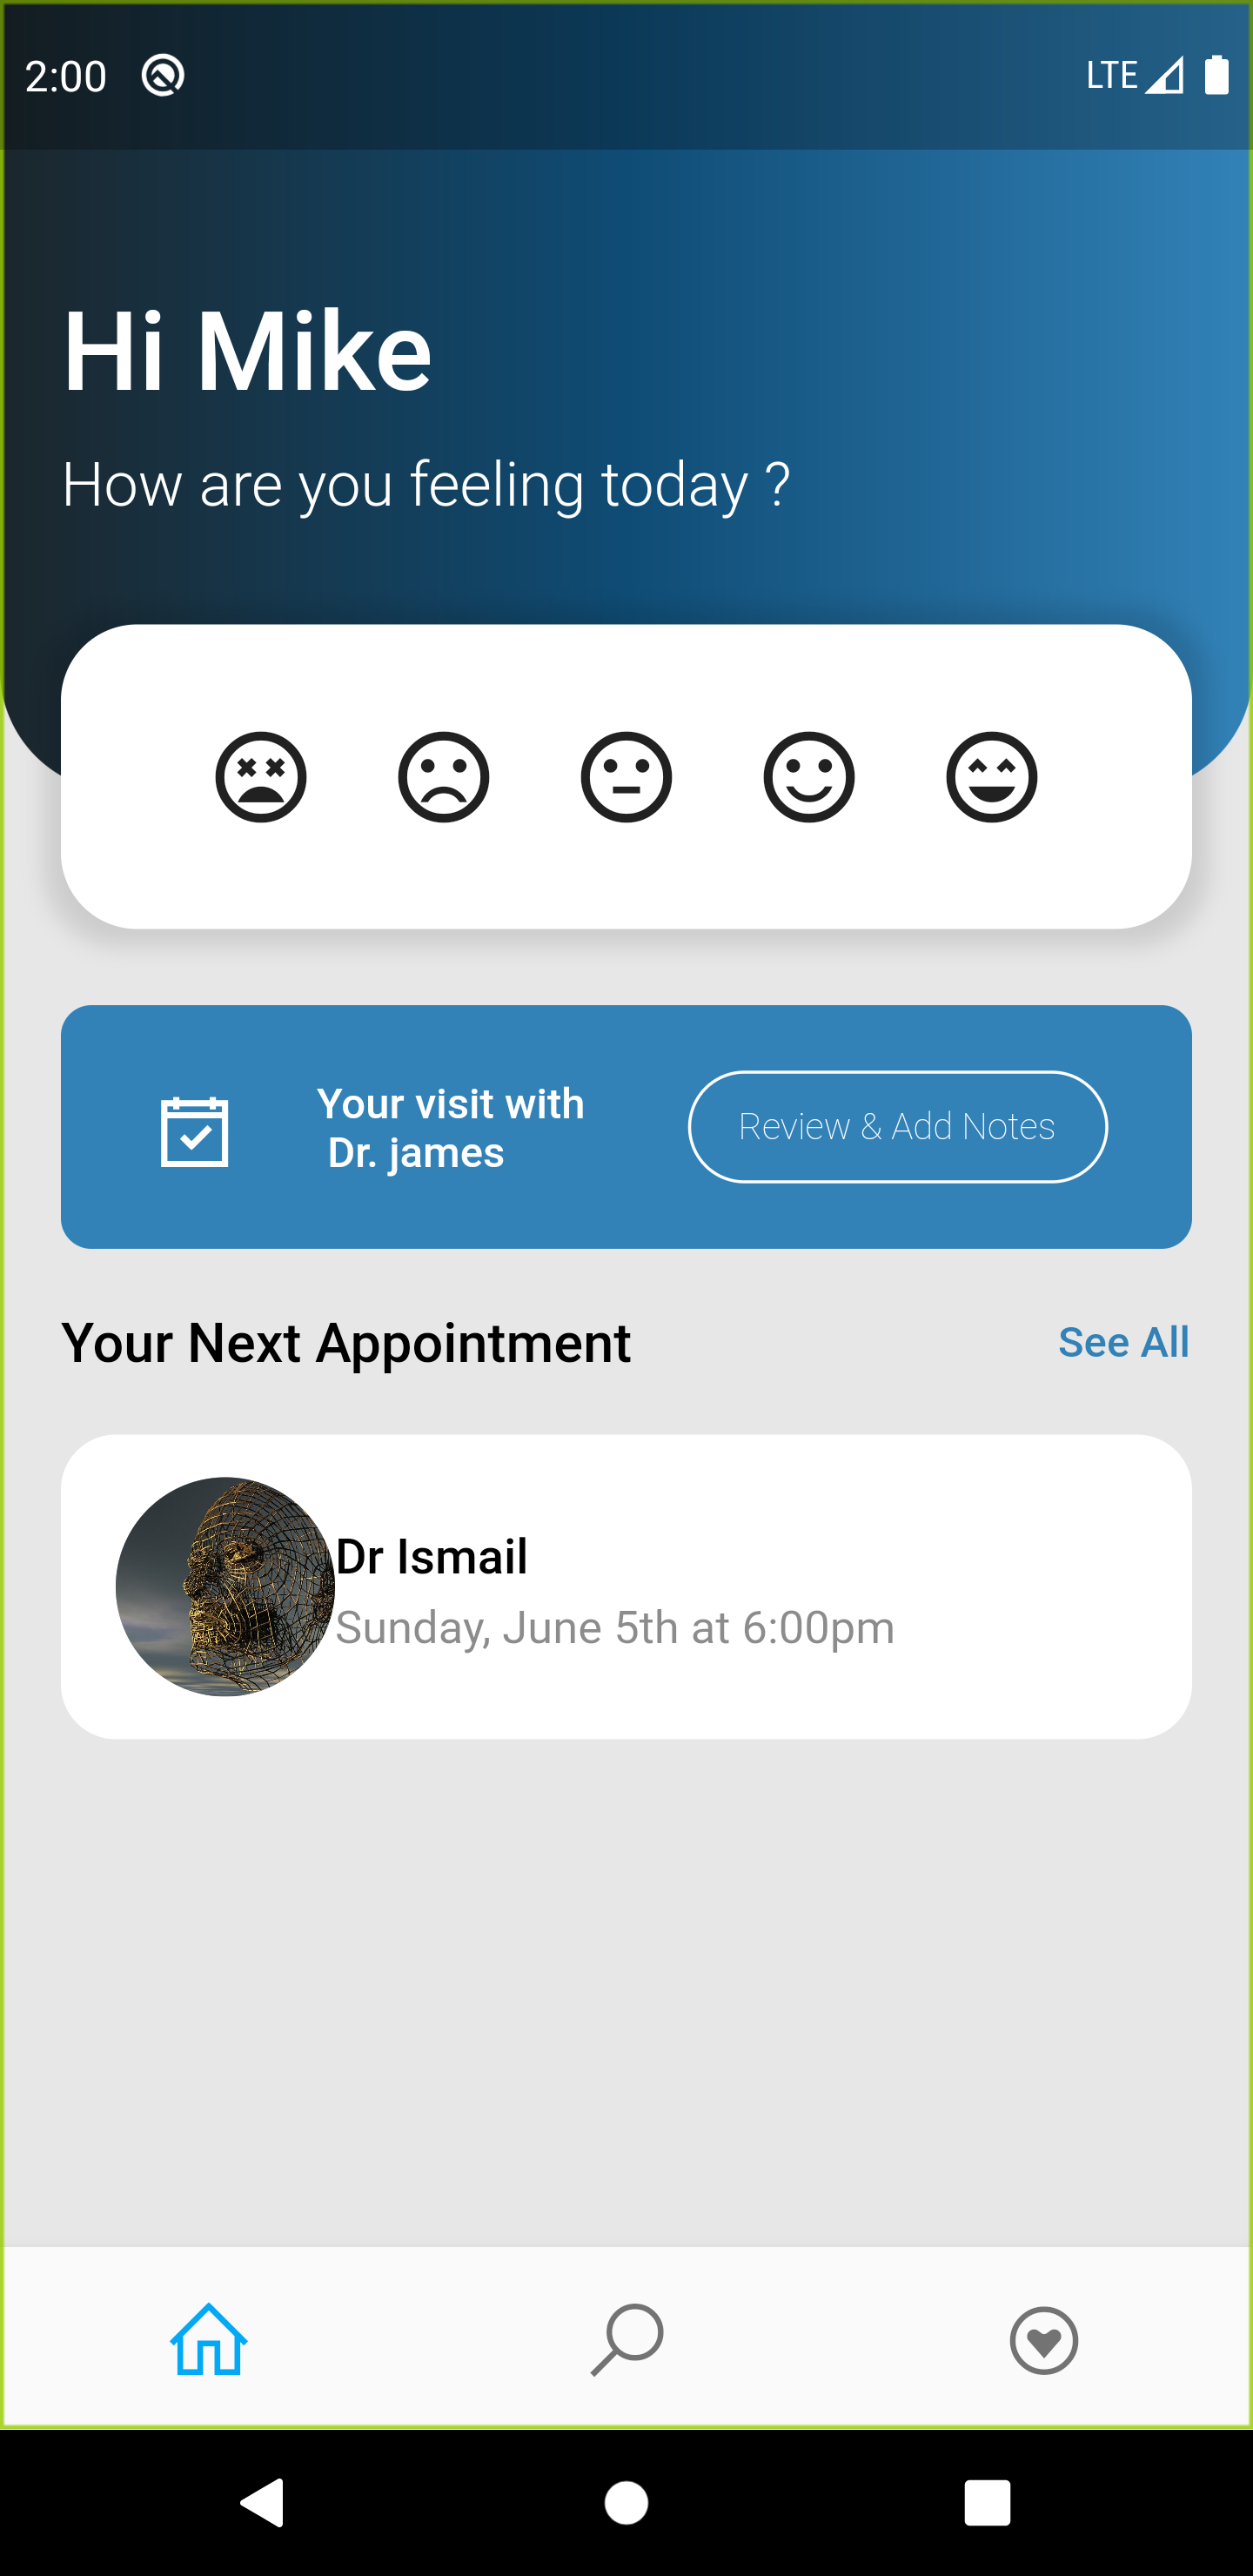 2:00
LTE
Hi Mike
How are you feeling today ?
Your visit with
Dr. james
Review & Add Notes
Your Next Appointment
See All
Dr Ismail
Sunday, June 5th at 6:00pm